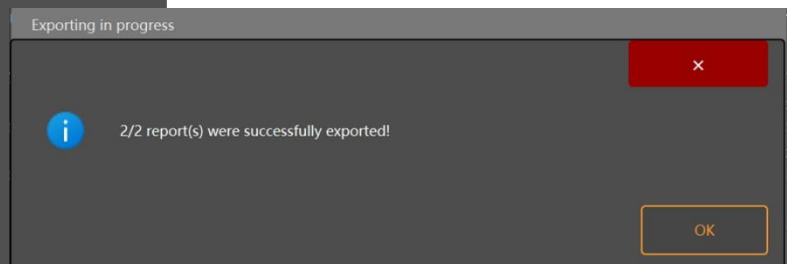 Exporting in progress
×
2/2 report(s) were successfully exported!
OK